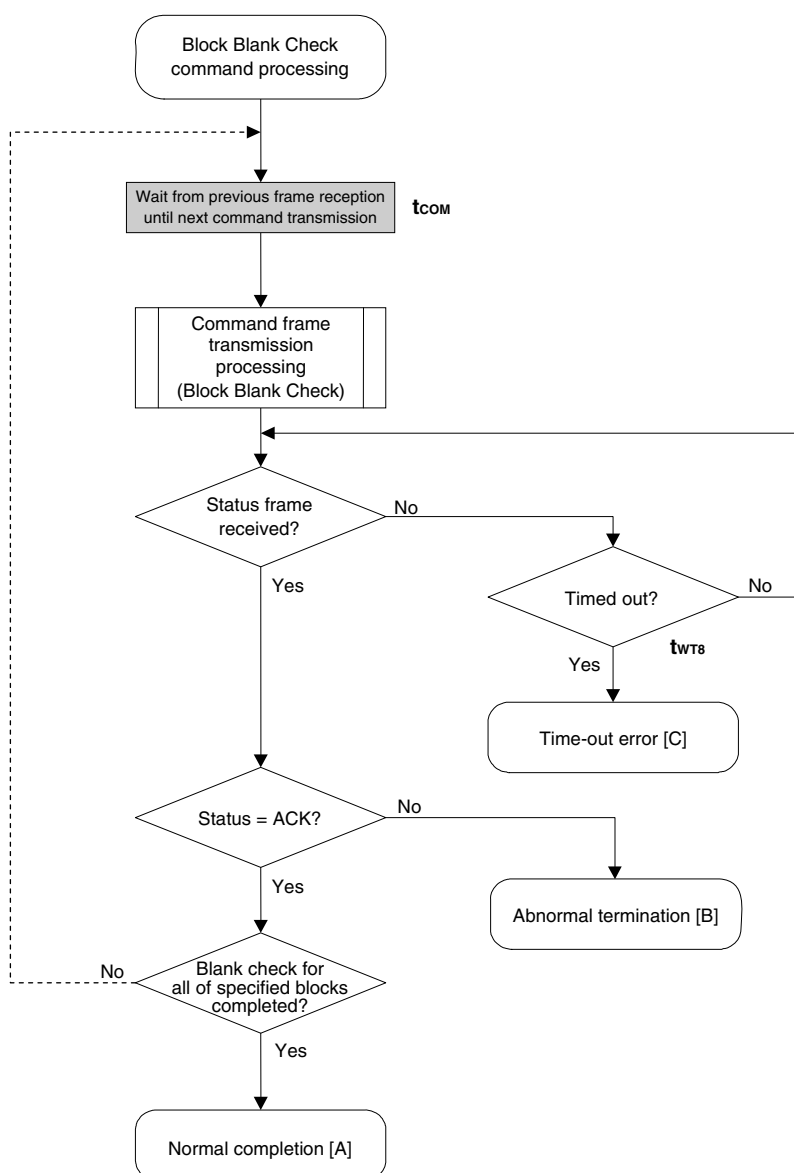 Block Blank Check
command processing
Wait from previous frame reception
until next command transmission
tCOM
Command frame
transmission
processing
(Block Blank Check)
Status frame
received?
No
Yes
Timed out?
No
tWT8
Yes
Time-out error [C]
Status = ACK?
No
Yes
Abnormal termination [B]
Blank check for
all of specified blocks
completed?
No
Yes
Normal completion [A]